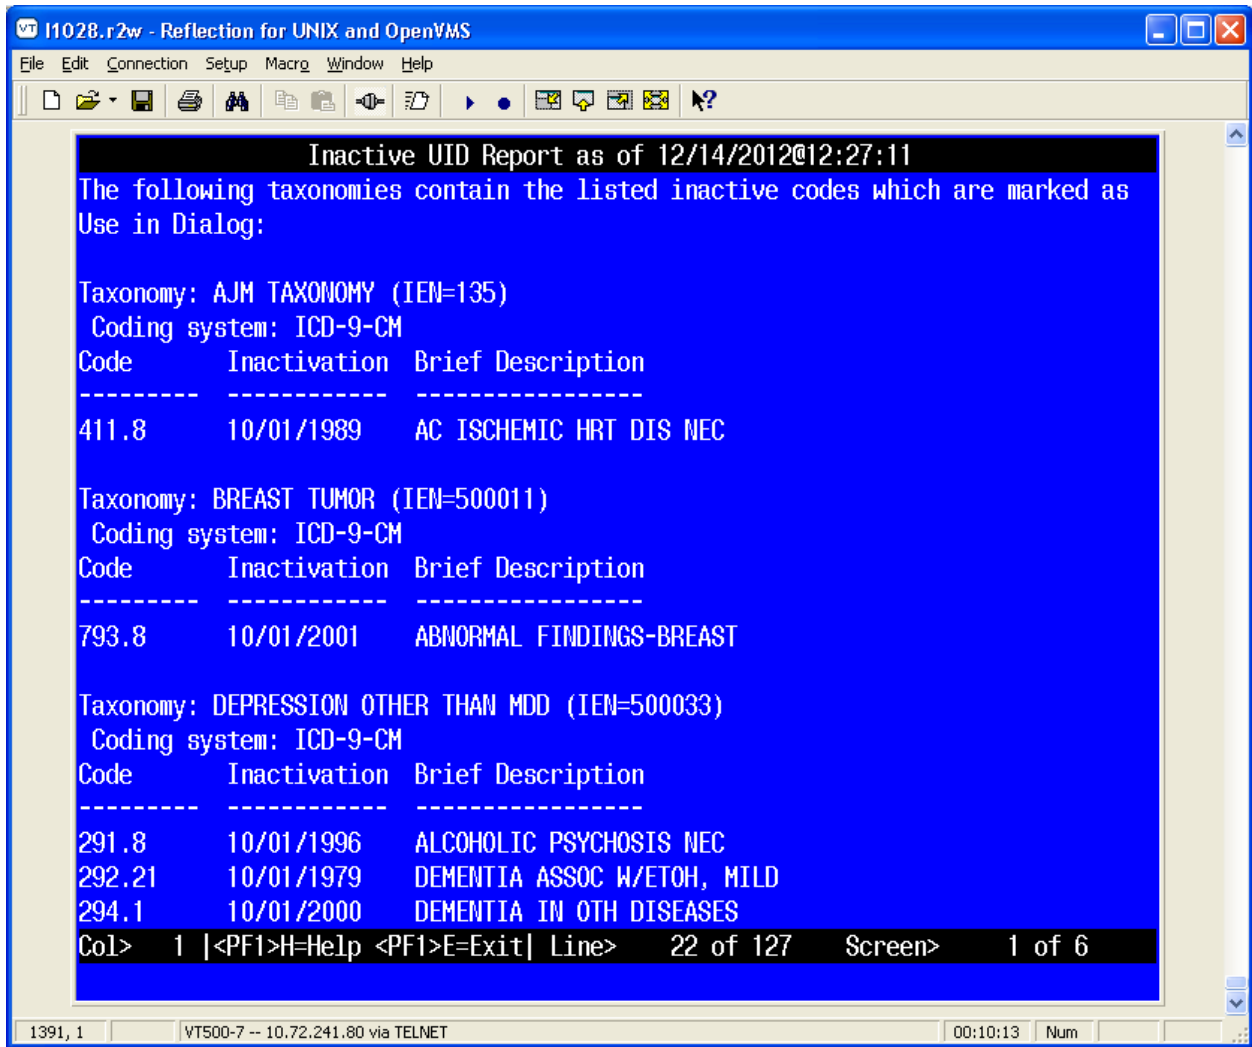 VT I1028.r2w - Reflection for UNIX and OpenVMS
File Edit Connection Setup Macro Window Help
Inactive UID Report as of 12/14/2012@12:27:11
The following taxonomies contain the listed inactive codes which are marked as
Use in Dialog:
Taxonomy: AJM TAXONOMY (IEN=135)
Coding system: ICD-9-CM
Code Inactivation Brief Description
--------- ------------ -----------------
411.8 10/01/1989 AC ISCHEMIC HRT DIS NEC
Taxonomy: BREAST TUMOR (IEN=500011)
Coding system: ICD-9-CM
Code Inactivation Brief Description
--------- ------------ -----------------
793.8 10/01/2001 ABNORMAL FINDINGS-BREAST
Taxonomy: DEPRESSION OTHER THAN MDD (IEN=500033)
Coding system: ICD-9-CM
Code Inactivation Brief Description
--------- ------------ -----------------
291.8 10/01/1996 ALCOHOLIC PSYCHOSIS NEC
292.21 10/01/1979 DEMENTIA ASSOC W/ETOH, MILD
294.1 10/01/2000 DEMENTIA IN OTH DISEASES
Col> 1 |<PF1>H=Help <PF1>E=Exit| Line> 22 of 127 Screen> 1 of 6
1391, 1 VT500-7 -- 10.72.241.80 via TELNET 00:10:13 Num